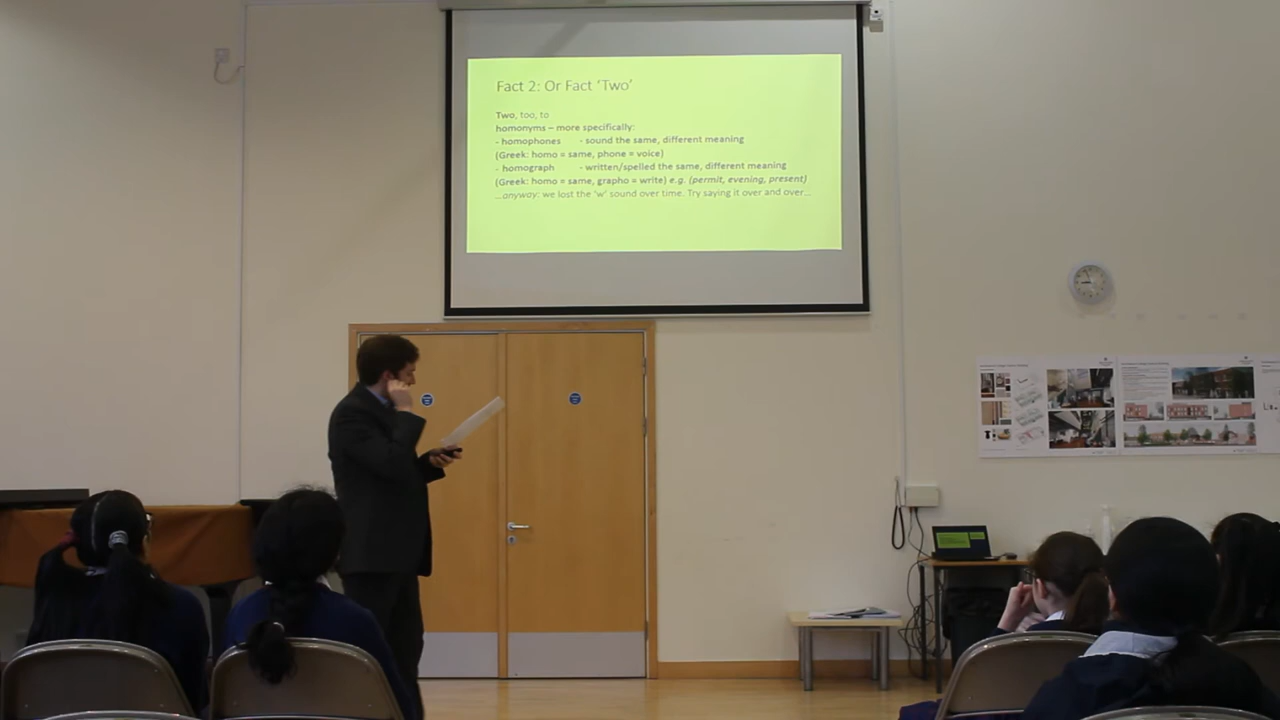 Fact 2: Or Fact ‘Two’
Two, too, to
homonyms – more specifically:
- homophones - sound the same, different meaning
(Greek: homo = same, phone = voice)
- homograph - written/spelled the same, different meaning
(Greek: homo = same, grapho = write) e.g. (permit, evening, present)
...anyway: we lost the ‘w’ sound over time. Try saying it over and over...